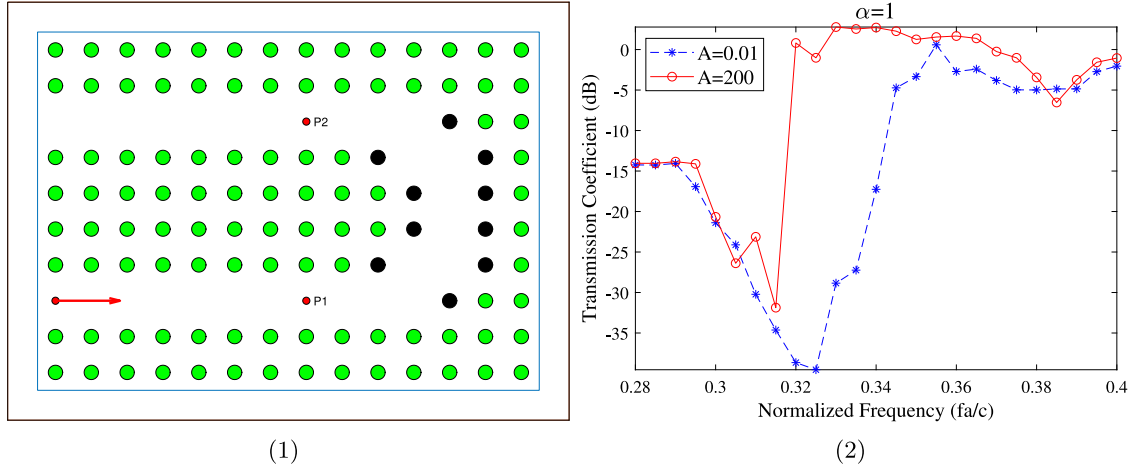 P2
P1
(1)
α=1
A=0.01
A=200
Transmission Coefficient (dB)
0
-5
-10
-15
-20
-25
-30
-35
0.28
0.3
0.32
0.34
0.36
0.38
0.4
Normalized Frequency (fa/c)
(2)